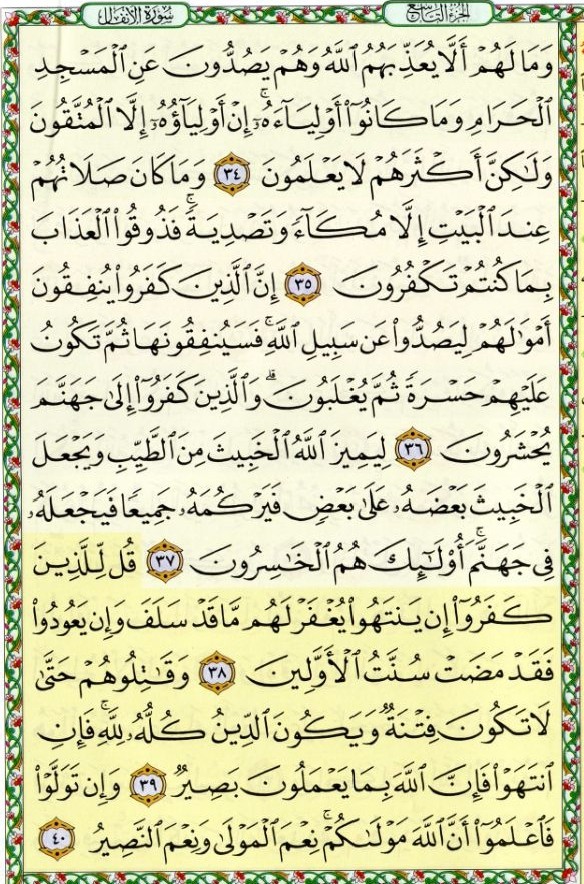 الجزء التاسع
سورة الأنفال
وَمَا لَهُمْ أَلَّا يُعَذِّبَهُمُ ٱللَّهُ وَهُمْ يَصُدُّونَ عَنِ ٱلْمَسْجِدِ
ٱلْحَرَامِ وَمَا كَانُوٓا۟ أَوْلِيَآءَهُۥٓ ۚ إِنْ أَوْلِيَآؤُهُۥٓ إِلَّا ٱلْمُتَّقُونَ
وَلَـٰكِنَّ أَكْثَرَهُمْ لَا يَعْلَمُونَ ٣٤ وَمَا كَانَ صَلَاتُهُمْ
عِندَ ٱلْبَيْتِ إِلَّا مُكَآءً وَتَصْدِيَةً ۚ فَذُوقُوا۟ ٱلْعَذَابَ
بِمَا كُنتُمْ تَكْفُرُونَ ٣٥ إِنَّ ٱلَّذِينَ كَفَرُوا۟ يُنفِقُونَ
أَمْوَٰلَهُمْ لِيَصُدُّوا۟ عَن سَبِيلِ ٱللَّهِ ۚ فَسَيُنفِقُونَهَا ثُمَّ تَكُونُ
عَلَيْهِمْ حَسْرَةً ثُمَّ يُغْلَبُونَ ۗ وَٱلَّذِينَ كَفَرُوٓا۟ إِلَىٰ جَهَنَّمَ
يُحْشَرُونَ ٣٦ لِيَمِيزَ ٱللَّهُ ٱلْخَبِيثَ مِنَ ٱلطَّيِّبِ وَيَجْعَلَ
ٱلْخَبِيثَ بَعْضَهُۥ عَلَىٰ بَعْضٍ فَيَرْكُمَهُۥ جَمِيعًا فَيَجْعَلَهُۥ
فِى جَهَنَّمَ ۚ أُو۟لَـٰٓئِكَ هُمُ ٱلْخَـٰسِرُونَ ٣٧ قُل لِّلَّذِينَ
كَفَرُوٓا۟ إِن يَنتَهُوا۟ يُغْفَرْ لَهُم مَّا قَدْ سَلَفَ وَإِن يَعُودُوا۟
فَقَدْ مَضَتْ سُنَّتُ ٱلْأَوَّلِينَ ٣٨ وَقَـٰتِلُوهُمْ حَتَّىٰ
لَا تَكُونَ فِتْنَةٌ وَيَكُونَ ٱلدِّينُ كُلُّهُۥ لِلَّهِ ۚ فَإِنِ
ٱنتَهَوْا۟ فَإِنَّ ٱللَّهَ بِمَا يَعْمَلُونَ بَصِيرٌ ٣٩ وَإِن تَوَلَّوْا۟
فَٱعْلَمُوٓا۟ أَنَّ ٱللَّهَ مَوْلَىٰكُمْ ۚ نِعْمَ ٱلْمَوْلَىٰ وَنِعْمَ ٱلنَّصِيرُ ٤٠